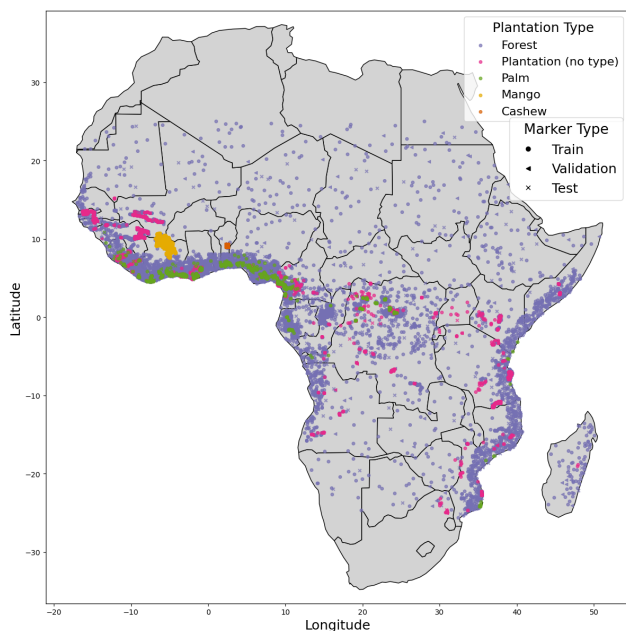 Plantation Type
Forest
Plantation (no type)
Palm
Mango
Cashew
Marker Type
Train
Validation
Test
30
20
10
0
−10
−20
−30
Latitude
−20
−10
0
10
20
30
40
50
Longitude